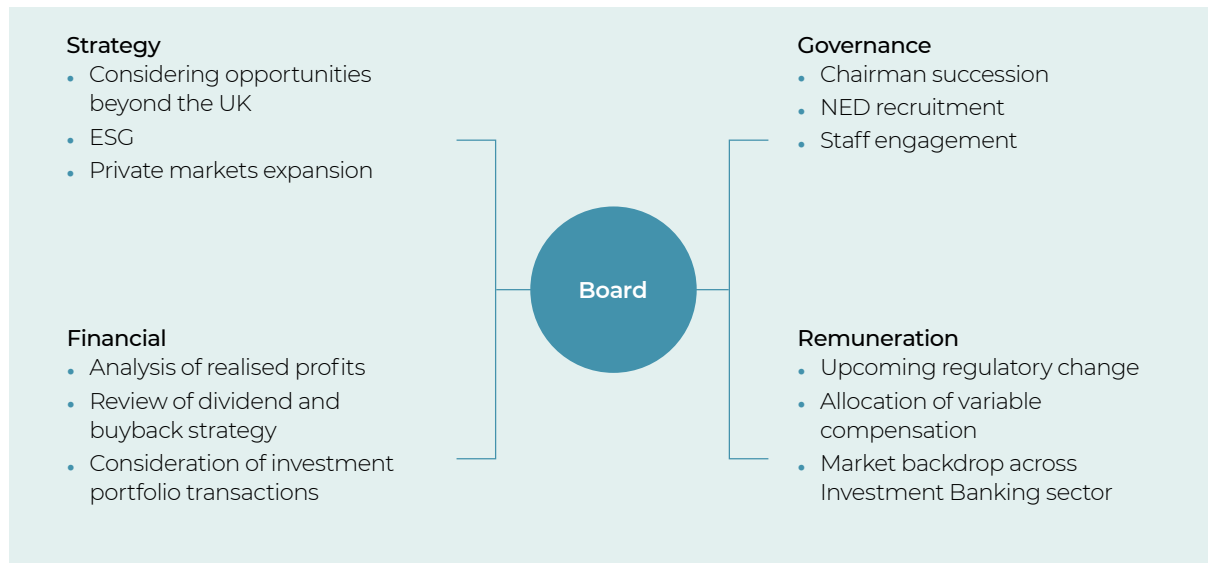 Strategy
• Considering opportunities
beyond the UK
• ESG
• Private markets expansion
Governance
• Chairman succession
• NED recruitment
• Staff engagement
Board
Financial
• Analysis of realised profits
• Review of dividend and
buyback strategy
• Consideration of investment
portfolio transactions
Remuneration
• Upcoming regulatory change
• Allocation of variable
compensation
• Market backdrop across
Investment Banking sector